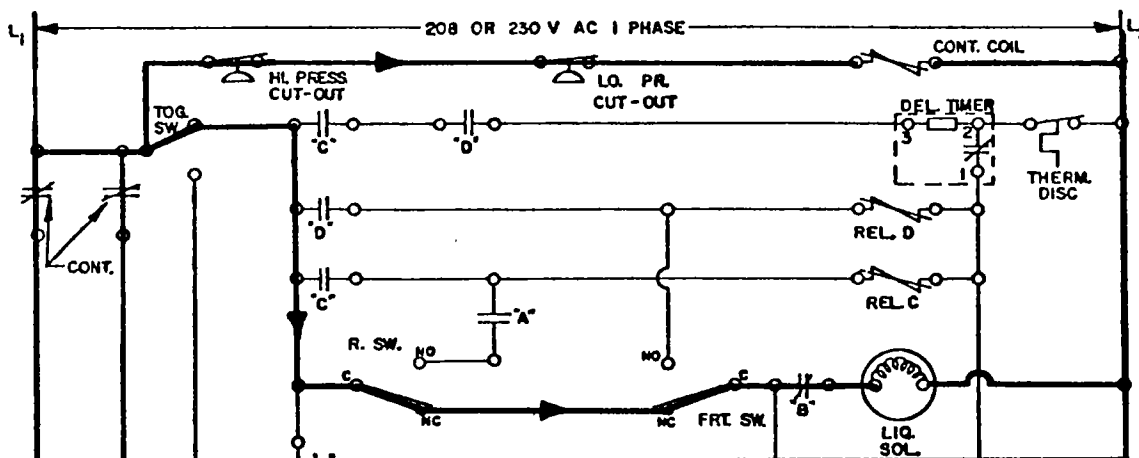 208 OR 230 V AC 1 PHASE
L1
L
HI. PRESS
CUT-OUT
LO. PR.
CUT-OUT
CONT. COIL
TOG.
SW.
"C"
"D"
DEL. TIMER
3
2
1
THERM.
DISC
CONT.
"D"
REL. D
"C"
REL. C
"A"
R. SW.
NO
NO
C
NC
NC
C
FRT. SW.
"B"
LIQ.
SOL.